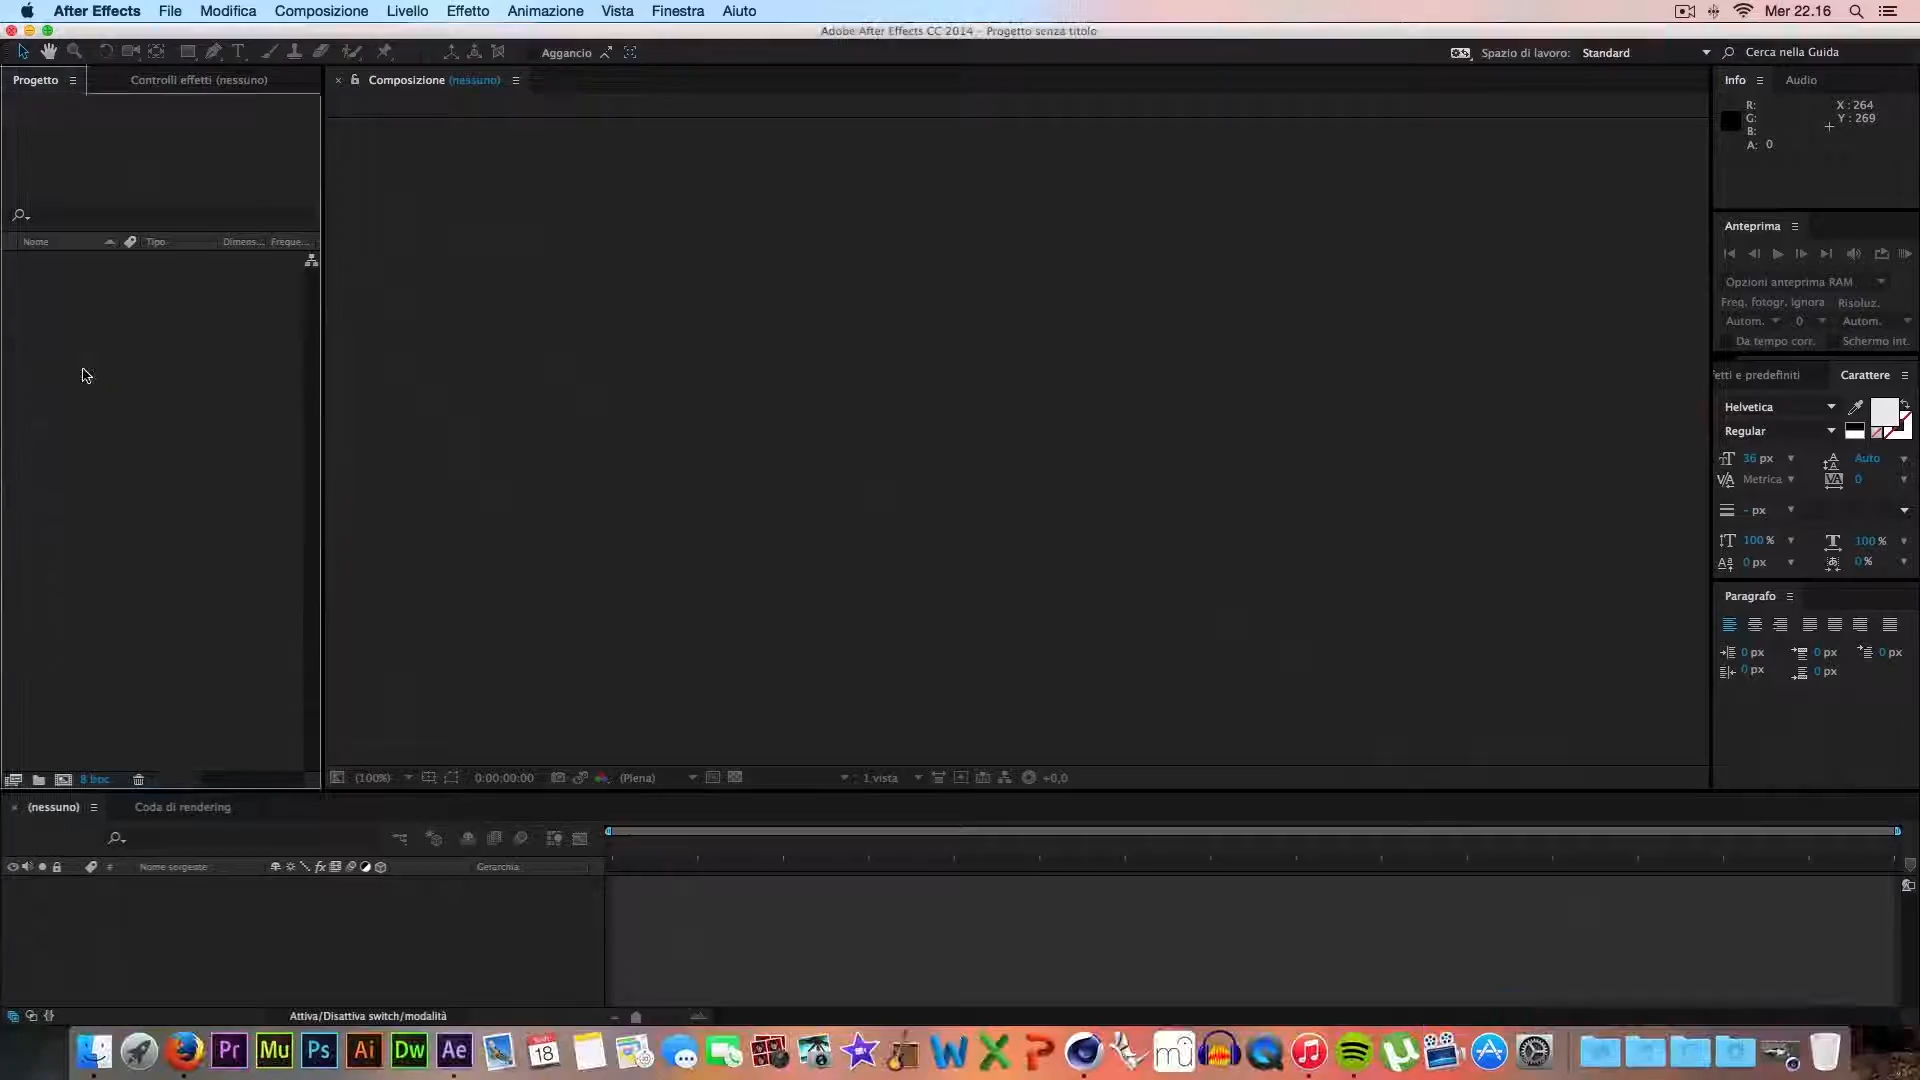 After Effects File Modifica Composizione Livello Effetto Animazione Vista Finestra Aiuto Mer 22.16
Adobe After Effects CC 2014 - Progetto senza titolo
Aggancio Spazio di lavoro: Standard Cerca nella Guida
Progetto Controlli effetti (nessuno) Composizione (nessuno) Info Audio
R: X : 264
G: Y : 269
B:
A: 0
Anteprima
Nome Tipo Dimens... Freque...
Opzioni anteprima RAM
Freq. fotogr. Ignora Risoluz.
Autom. 0 Autom.
Da tempo corr. Schermo int.
fetti e predefiniti Carattere
Helvetica
Regular
36 px Auto
Metrica 0
- px
100 % 100 %
0 px 0 %
Paragrafo
0 px 0 px 0 px
0 px 0 px
8 bpc (100%) 0:00:00:00 (Piena) 1 vista +0,0
(nessuno) Coda di rendering
# Nome sorgente fx Gerarchia
Attiva/Disattiva switch/modalità
Pr Mu Ps Ai Dw Ae 18 W X P mü µ